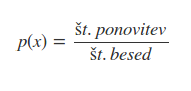 p(x) = št. ponovitev / št. besed